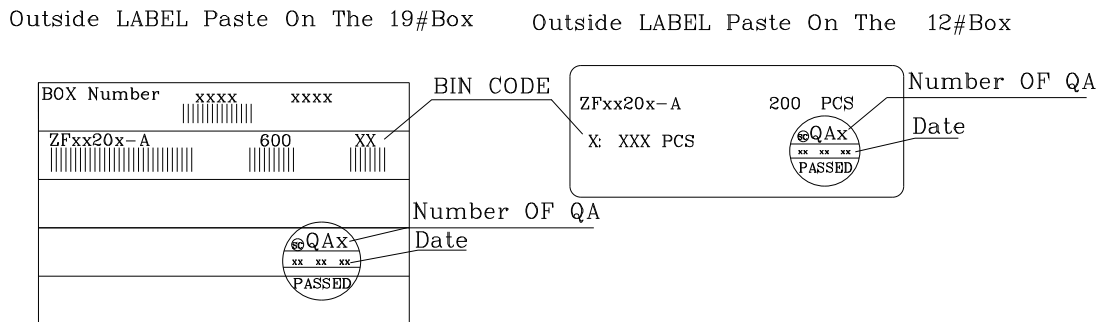 Outside LABEL Paste On The 19#Box
Outside LABEL Paste On The 12#Box
BOX Number xxxx xxxx
ZFxx20x-A 600 XX
BIN CODE
Number OF QA
Date
SC QAx
xx xx xx
PASSED
ZFxx20x-A 200 PCS
X: XXX PCS
SC QAx
xx xx xx
PASSED
Number OF QA
Date